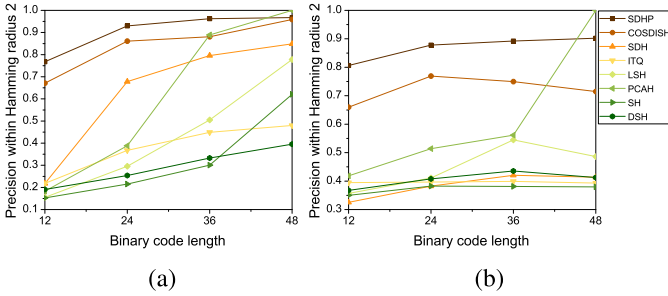 Precision within Hamming radius 2
1.0
0.9
0.8
0.7
0.6
0.5
0.4
0.3
0.2
0.1
12 24 36 48
Binary code length
(a)
Precision within Hamming radius 2
1.0
0.9
0.8
0.7
0.6
0.5
0.4
0.3
12 24 36 48
Binary code length
(b)
SDHP
COSDISH
SDH
ITQ
LSH
PCAH
SH
DSH